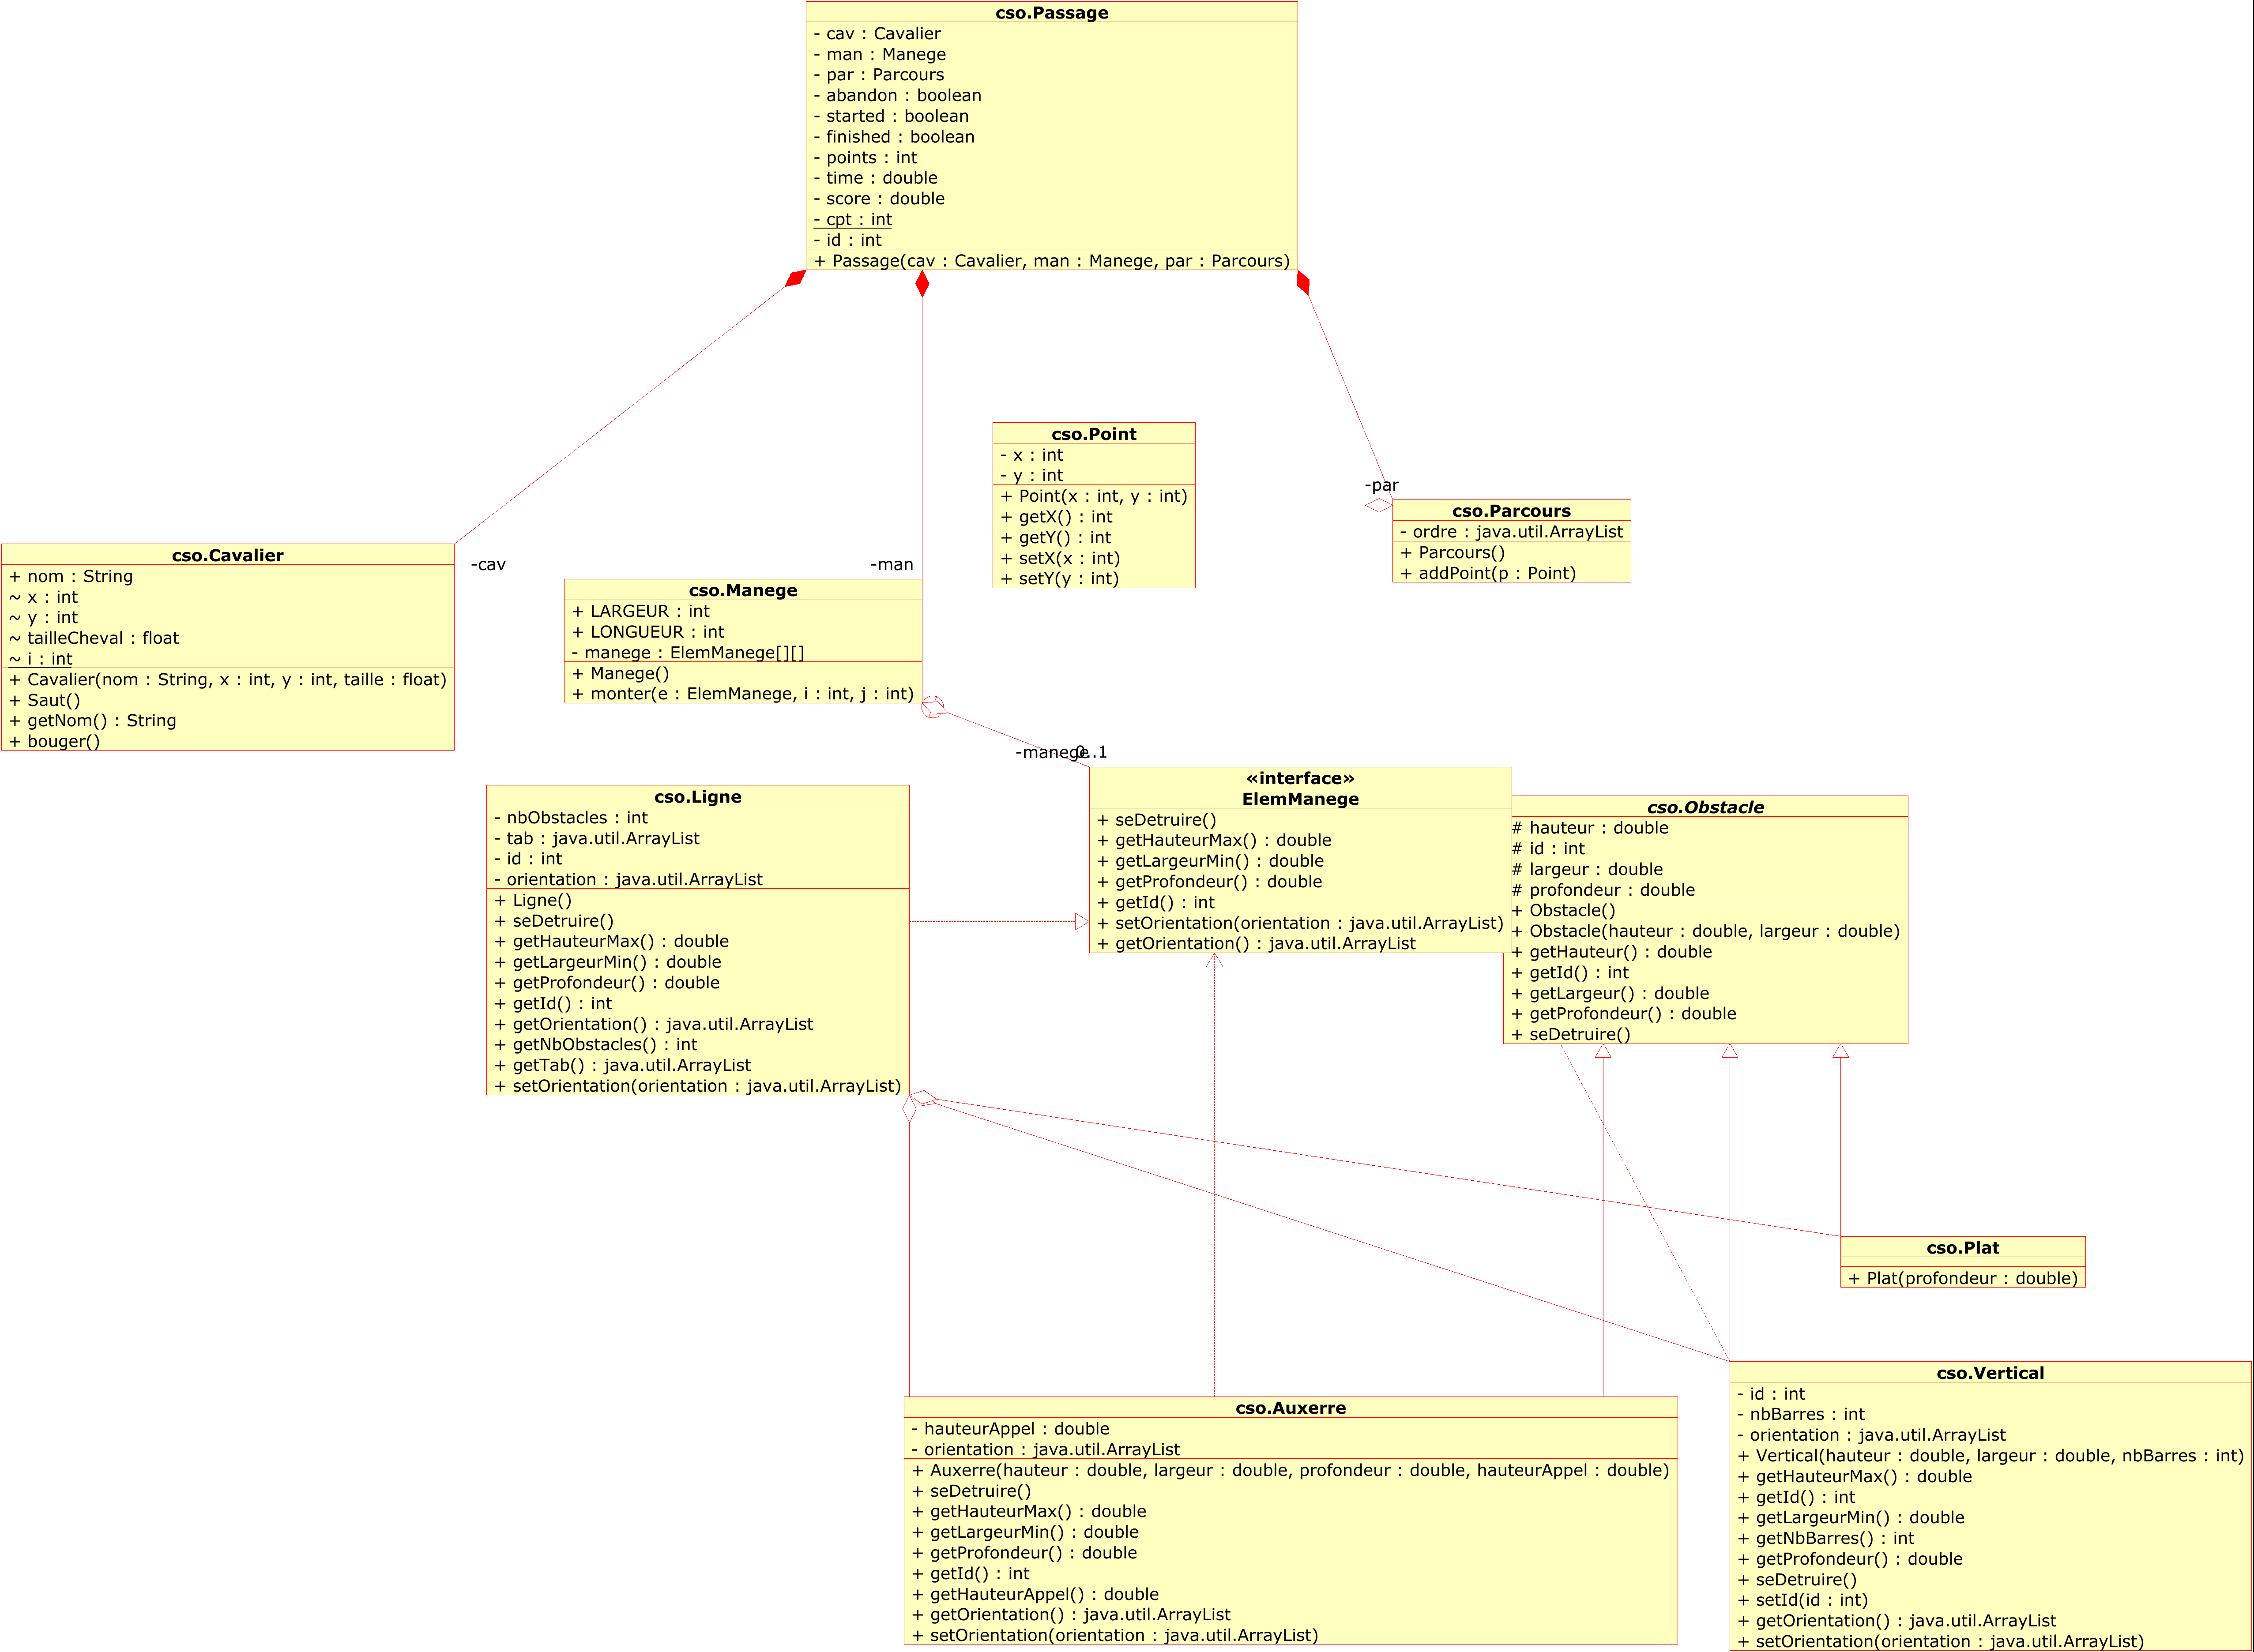 cso.Passage
- cav : Cavalier
- man : Manege
- par : Parcours
- abandon : boolean
- started : boolean
- finished : boolean
- points : int
- time : double
- score : double
- cpt : int
- id : int
+ Passage(cav : Cavalier, man : Manege, par : Parcours)
cso.Point
- x : int
- y : int
+ Point(x : int, y : int)
+ getX() : int
+ getY() : int
+ setX(x : int)
+ setY(y : int)
-par
cso.Parcours
- ordre : java.util.ArrayList
+ Parcours()
+ addPoint(p : Point)
cso.Cavalier
+ nom : String
~ x : int
~ y : int
~ tailleCheval : float
~ i : int
+ Cavalier(nom : String, x : int, y : int, taille : float)
+ Saut()
+ getNom() : String
+ bouger()
-cav
-man
cso.Manege
+ LARGEUR : int
+ LONGUEUR : int
- manege : ElemManege[][]
+ Manege()
+ monter(e : ElemManege, i : int, j : int)
-manege
0..1
cso.Ligne
- nbObstacles : int
- tab : java.util.ArrayList
- id : int
- orientation : java.util.ArrayList
+ Ligne()
+ seDetruire()
+ getHauteurMax() : double
+ getLargeurMin() : double
+ getProfondeur() : double
+ getId() : int
+ getOrientation() : java.util.ArrayList
+ getNbObstacles() : int
+ getTab() : java.util.ArrayList
+ setOrientation(orientation : java.util.ArrayList)
«interface»
ElemManege
+ seDetruire()
+ getHauteurMax() : double
+ getLargeurMin() : double
+ getProfondeur() : double
+ getId() : int
+ setOrientation(orientation : java.util.ArrayList)
+ getOrientation() : java.util.ArrayList
cso.Obstacle
# hauteur : double
# id : int
# largeur : double
# profondeur : double
+ Obstacle()
+ Obstacle(hauteur : double, largeur : double)
+ getHauteur() : double
+ getId() : int
+ getLargeur() : double
+ getProfondeur() : double
+ seDetruire()
cso.Plat
+ Plat(profondeur : double)
cso.Auxerre
- hauteurAppel : double
- orientation : java.util.ArrayList
+ Auxerre(hauteur : double, largeur : double, profondeur : double, hauteurAppel : double)
+ seDetruire()
+ getHauteurMax() : double
+ getLargeurMin() : double
+ getProfondeur() : double
+ getId() : int
+ getHauteurAppel() : double
+ getOrientation() : java.util.ArrayList
+ setOrientation(orientation : java.util.ArrayList)
cso.Vertical
- id : int
- nbBarres : int
- orientation : java.util.ArrayList
+ Vertical(hauteur : double, largeur : double, nbBarres : int)
+ getHauteurMax() : double
+ getId() : int
+ getLargeurMin() : double
+ getNbBarres() : int
+ getProfondeur() : double
+ seDetruire()
+ setId(id : int)
+ getOrientation() : java.util.ArrayList
+ setOrientation(orientation : java.util.ArrayList)